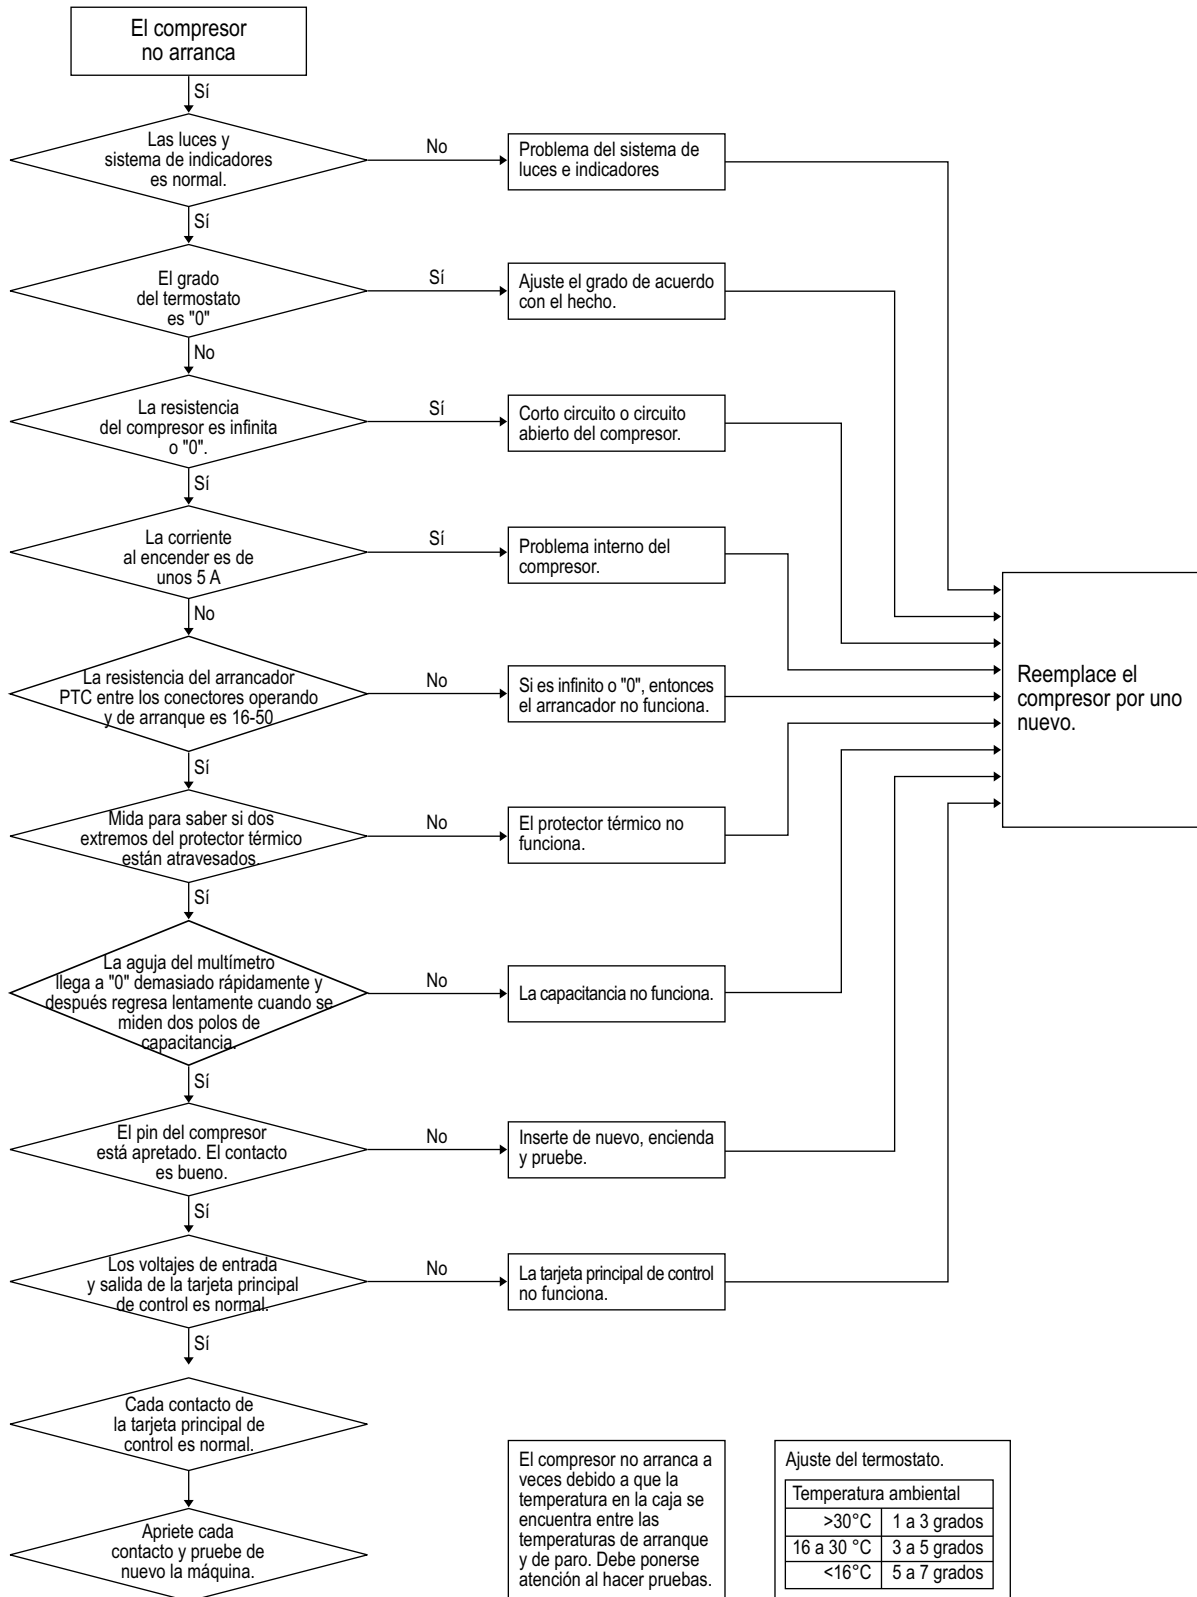 El compresor
no arranca
Sí
Las luces y
sistema de indicadores
es normal.
No
Problema del sistema de
luces e indicadores
Sí
El grado
del termostato
es "0"
Sí
Ajuste el grado de acuerdo
con el hecho.
No
La resistencia
del compresor es infinita
o "0".
Sí
Corto circuito o circuito
abierto del compresor.
Sí
La corriente
al encender es de
unos 5 A
Sí
Problema interno del
compresor.
No
La resistencia del arrancador
PTC entre los conectores operando
y de arranque es 16-50
No
Si es infinito o "0", entonces
el arrancador no funciona.
Reemplace el
compresor por uno
nuevo.
Sí
Mida para saber si dos
extremos del protector térmico
están atravesados.
No
El protector térmico no
funciona.
Sí
La aguja del multímetro
llega a "0" demasiado rápidamente y
después regresa lentamente cuando se
miden dos polos de
capacitancia.
No
La capacitancia no funciona.
Sí
El pin del compresor
está apretado. El contacto
es bueno.
No
Inserte de nuevo, encienda
y pruebe.
Sí
Los voltajes de entrada
y salida de la tarjeta principal
de control es normal.
No
La tarjeta principal de control
no funciona.
Sí
Cada contacto de
la tarjeta principal de
control es normal.
Apriete cada
contacto y pruebe de
nuevo la máquina.
El compresor no arranca a
veces debido a que la
temperatura en la caja se
encuentra entre las
temperaturas de arranque
y de paro. Debe ponerse
atención al hacer pruebas.
Ajuste del termostato.
Temperatura ambiental
>30°C 1 a 3 grados
16 a 30 °C 3 a 5 grados
<16°C 5 a 7 grados